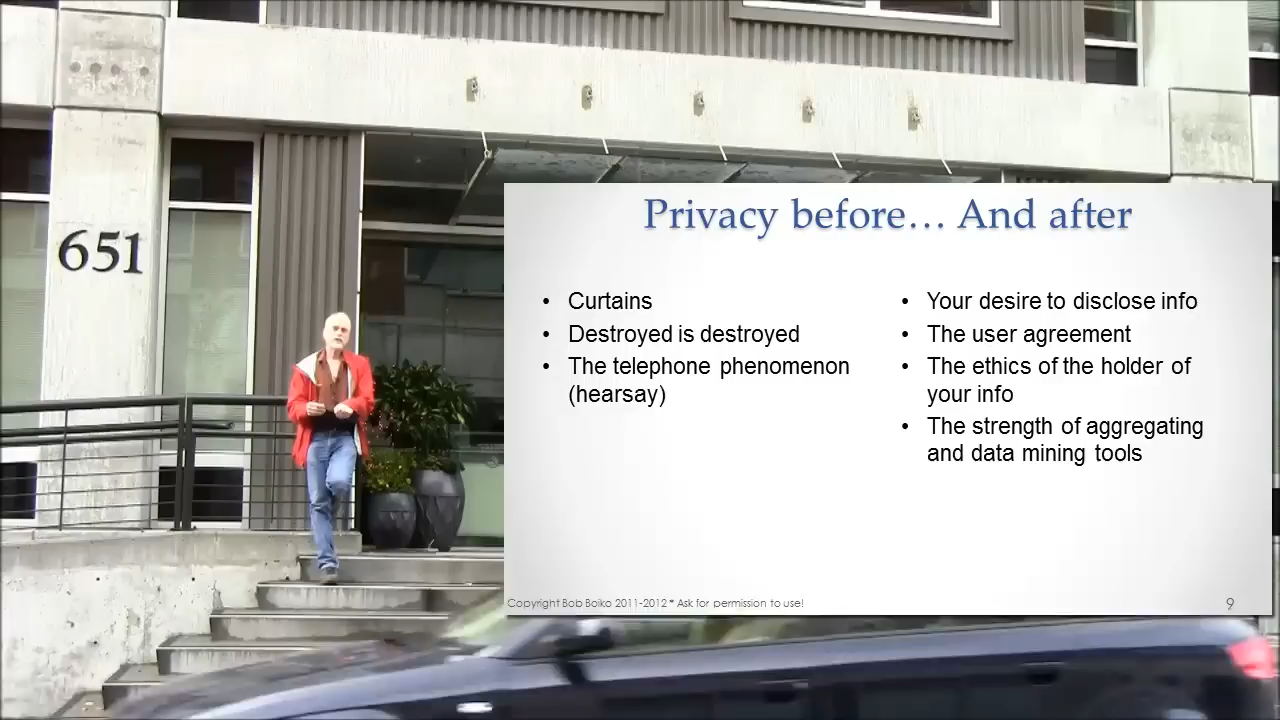 651
Privacy before… And after
• Curtains
• Destroyed is destroyed
• The telephone phenomenon
(hearsay)
• Your desire to disclose info
• The user agreement
• The ethics of the holder of
your info
• The strength of aggregating
and data mining tools
Copyright Bob Boiko 2011-2012 * Ask for permission to use!
9